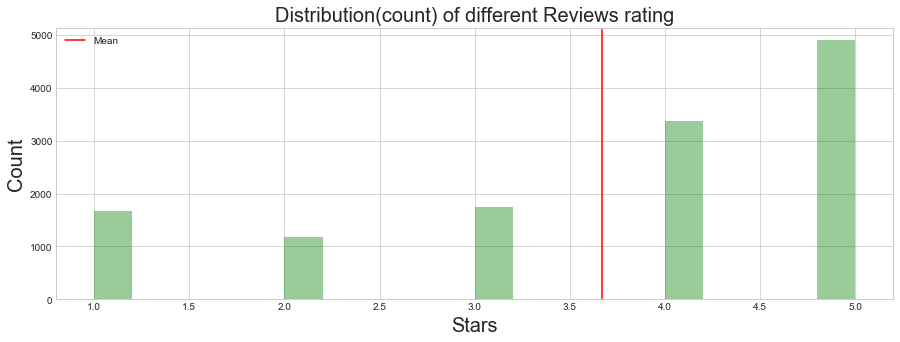 Distribution(count) of different Reviews rating
Mean
5000
4000
3000
2000
1000
0
Count
1.0 1.5 2.0 2.5 3.0 3.5 4.0 4.5 5.0
Stars